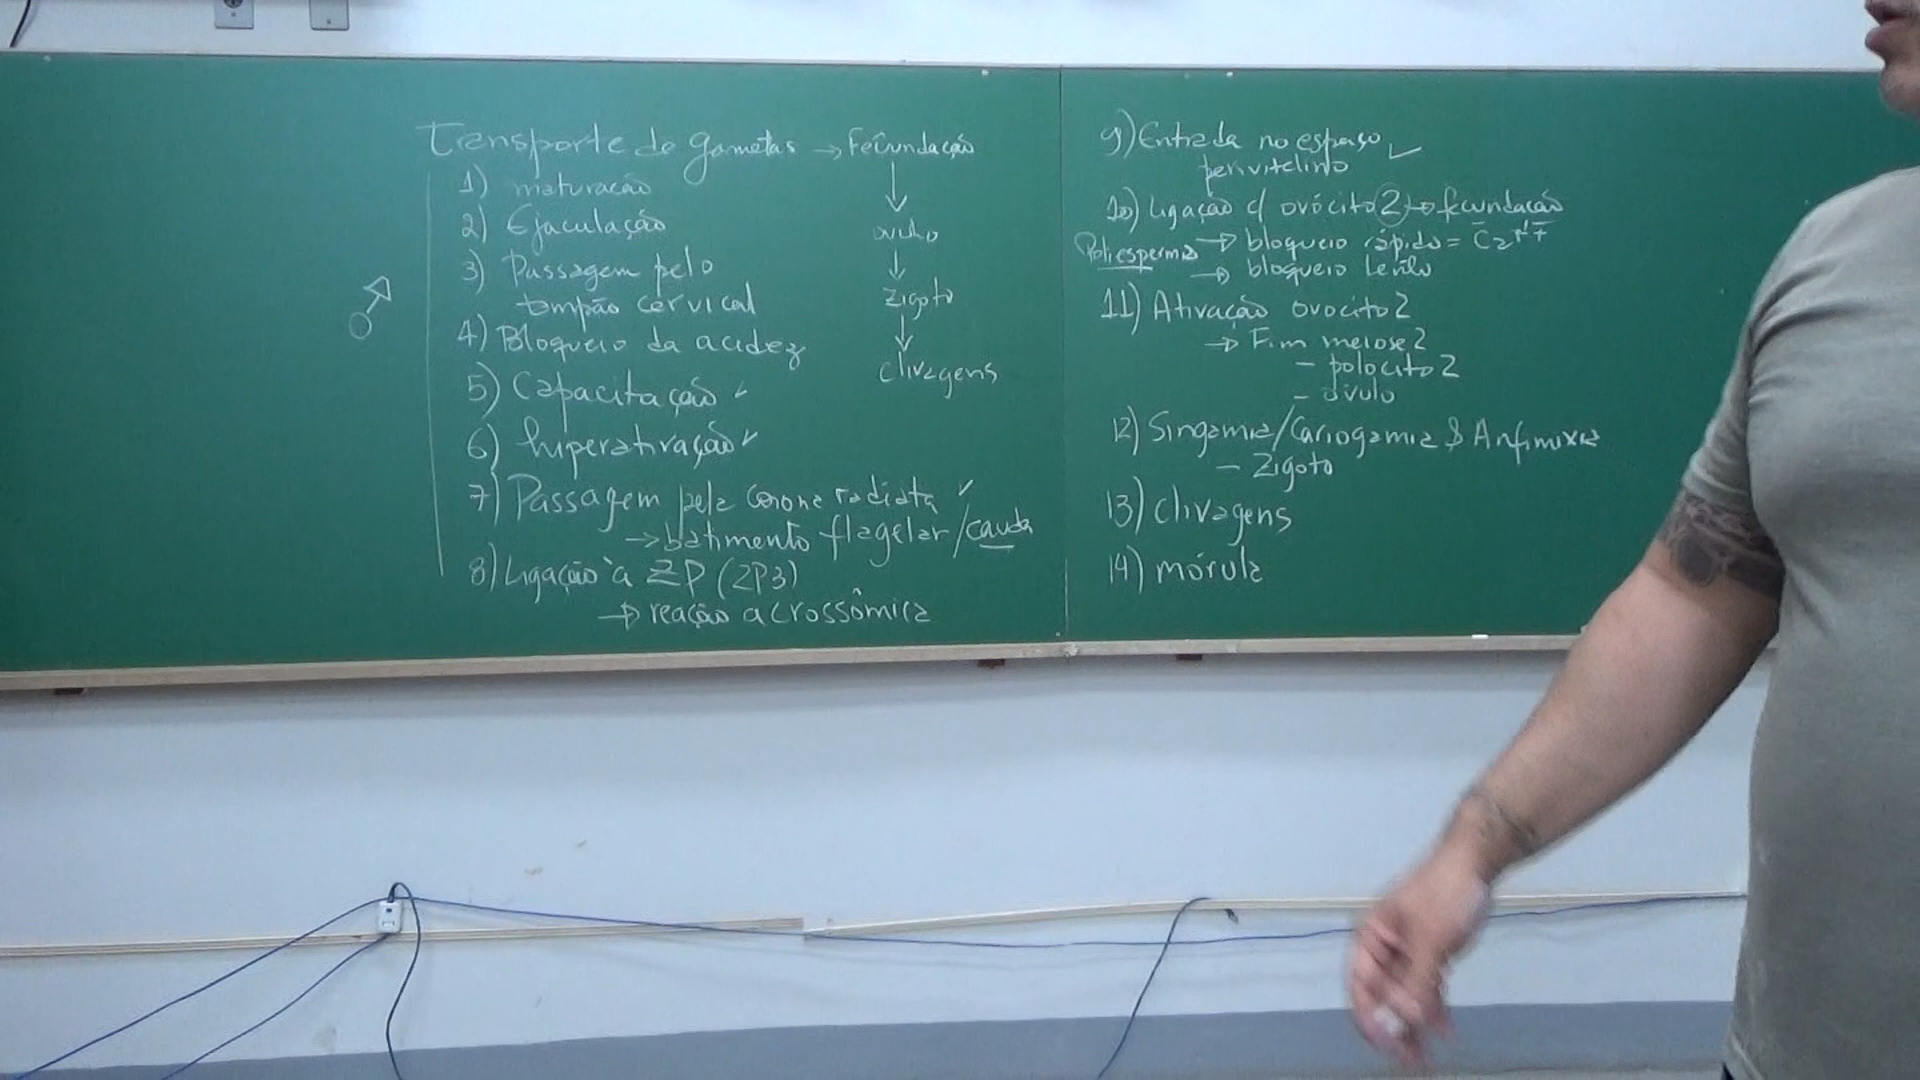 Transporte de gametas → Fecundação
1) maturação
2) Ejaculação
3) Passagem pelo
tampão cervical
4) Bloqueio da acidez
5) Capacitação ✓
6) hiperativação ✓
7) Passagem pela Corona radiata ✓
→ batimento flagelar/cauda
8) Ligação à ZP (ZP3)
→ reação acrossômica
↓
ovulo
↓
Zigoto
↓
clivagens
9) Entrada no espaço ✓
perivitelino
10) Ligação c/ ovócito 2 → fecundação
Poliespermia → bloqueio rápido =
→ bloqueio lento
11) Ativação ovocito 2
→ Fim meiose 2
- polocito 2
- óvulo
12) Singamia/Cariogamia & Anfimixia
- Zigoto
13) clivagens
14) mórula